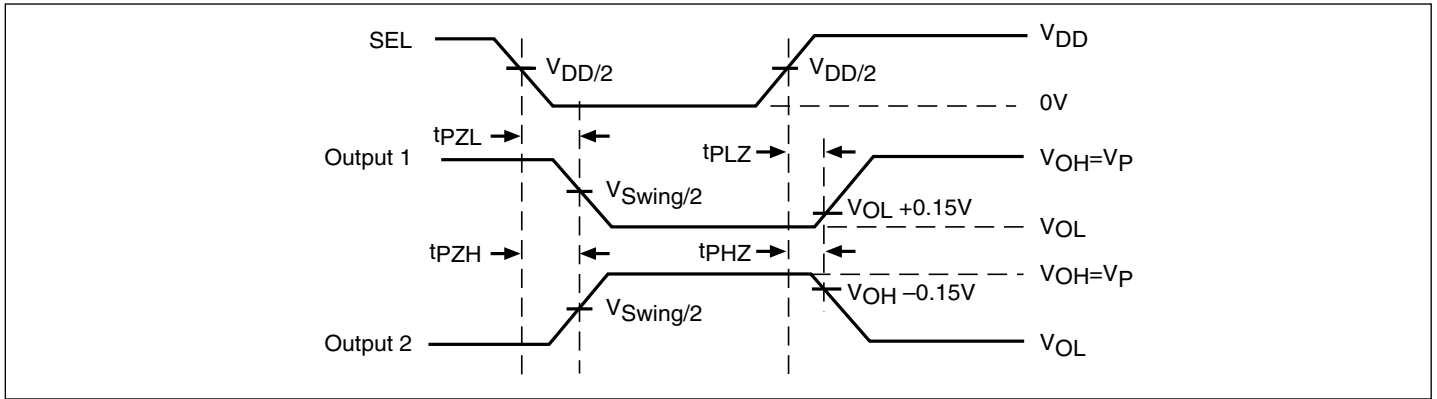 SEL
VDD/2
VDD/2
VDD
0V
tPZL
tPLZ
Output 1
VSwing/2
VOH=VP
VOL +0.15V
VOL
tPZH
tPHZ
VOH=VP
VOH –0.15V
VSwing/2
Output 2
VOL